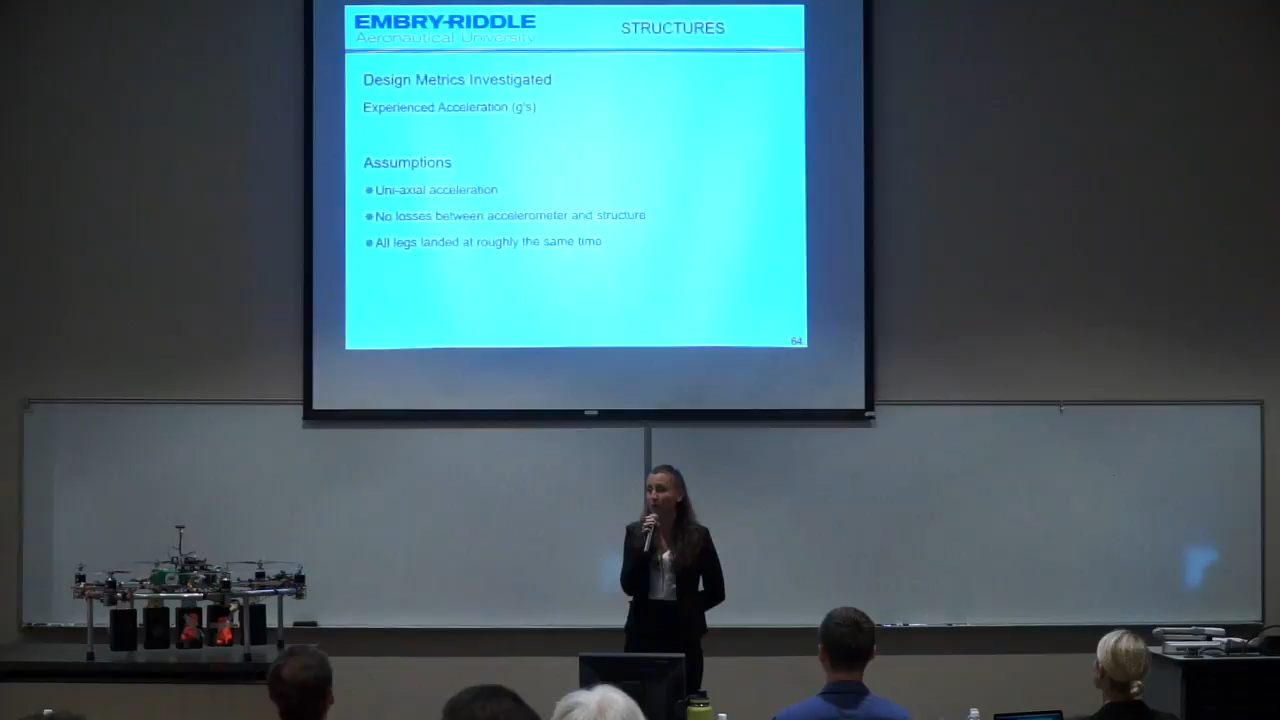 EMBRY-RIDDLE
Aeronautical University
STRUCTURES
Design Metrics Investigated
Experienced Acceleration (g's)
Assumptions
Uni-axial acceleration
No losses between accelerometer and structure
All legs landed at roughly the same time
64